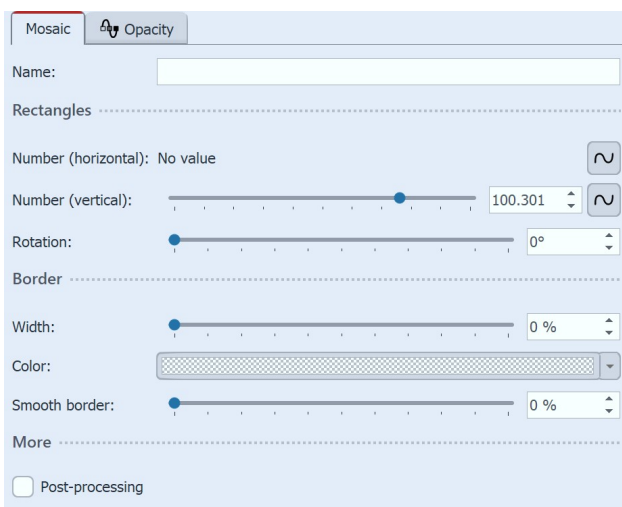 Mosaic Opacity
Name:
Rectangles
Number (horizontal): No value
Number (vertical): 100.301
Rotation: 0°
Border
Width: 0 %
Color:
Smooth border: 0 %
More
Post-processing